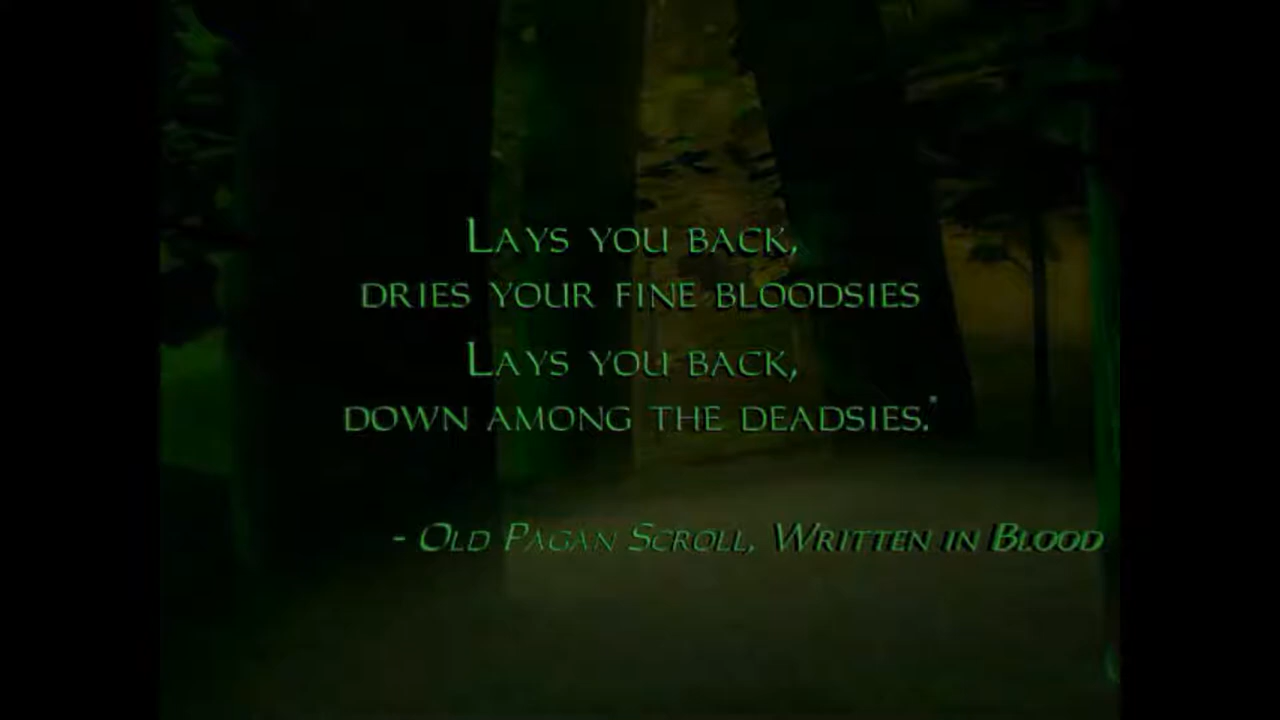 Lays you back,
dries your fine bloodsies
Lays you back,
down among the deadsies."
- Old Pagan Scroll, Written in Blood